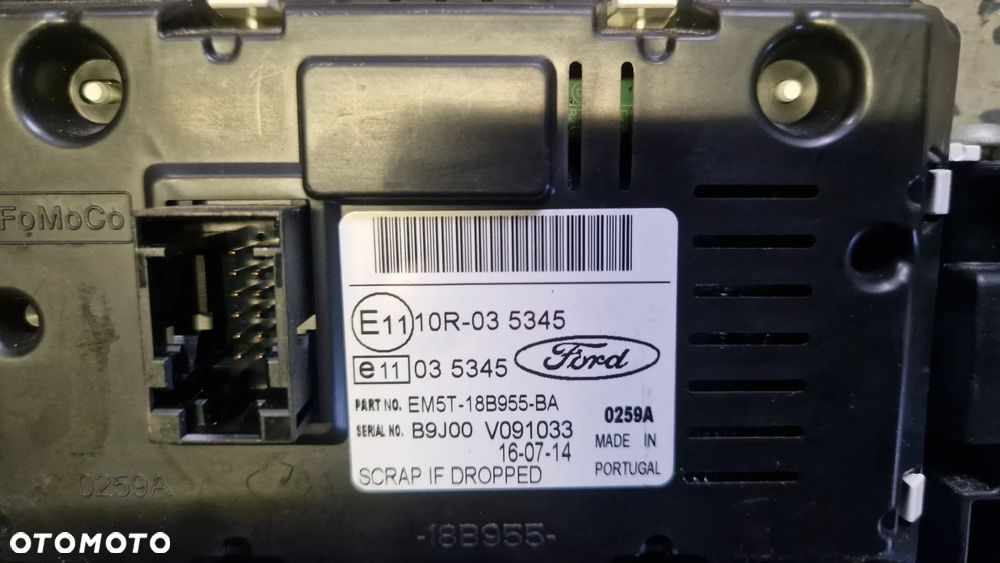 FoMoCo
E11 10R-03 5345
e11 03 5345 Ford
PART NO. EM5T-18B955-BA 0259A
SERIAL NO. B9J00 V091033 MADE IN
16-07-14 PORTUGAL
SCRAP IF DROPPED
0259A
-18B955-
OTOMOTO